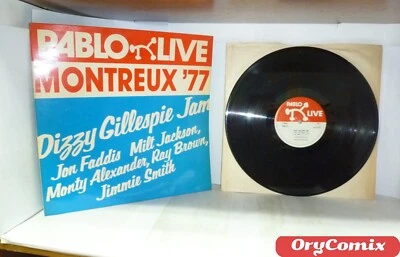 PABLO LIVE
MONTREUX '77
Dizzy Gillespie Jam
Jon Faddis Milt Jackson,
Monty Alexander, Ray Brown,
Jimmie Smith
PABLO LIVE
OryComix